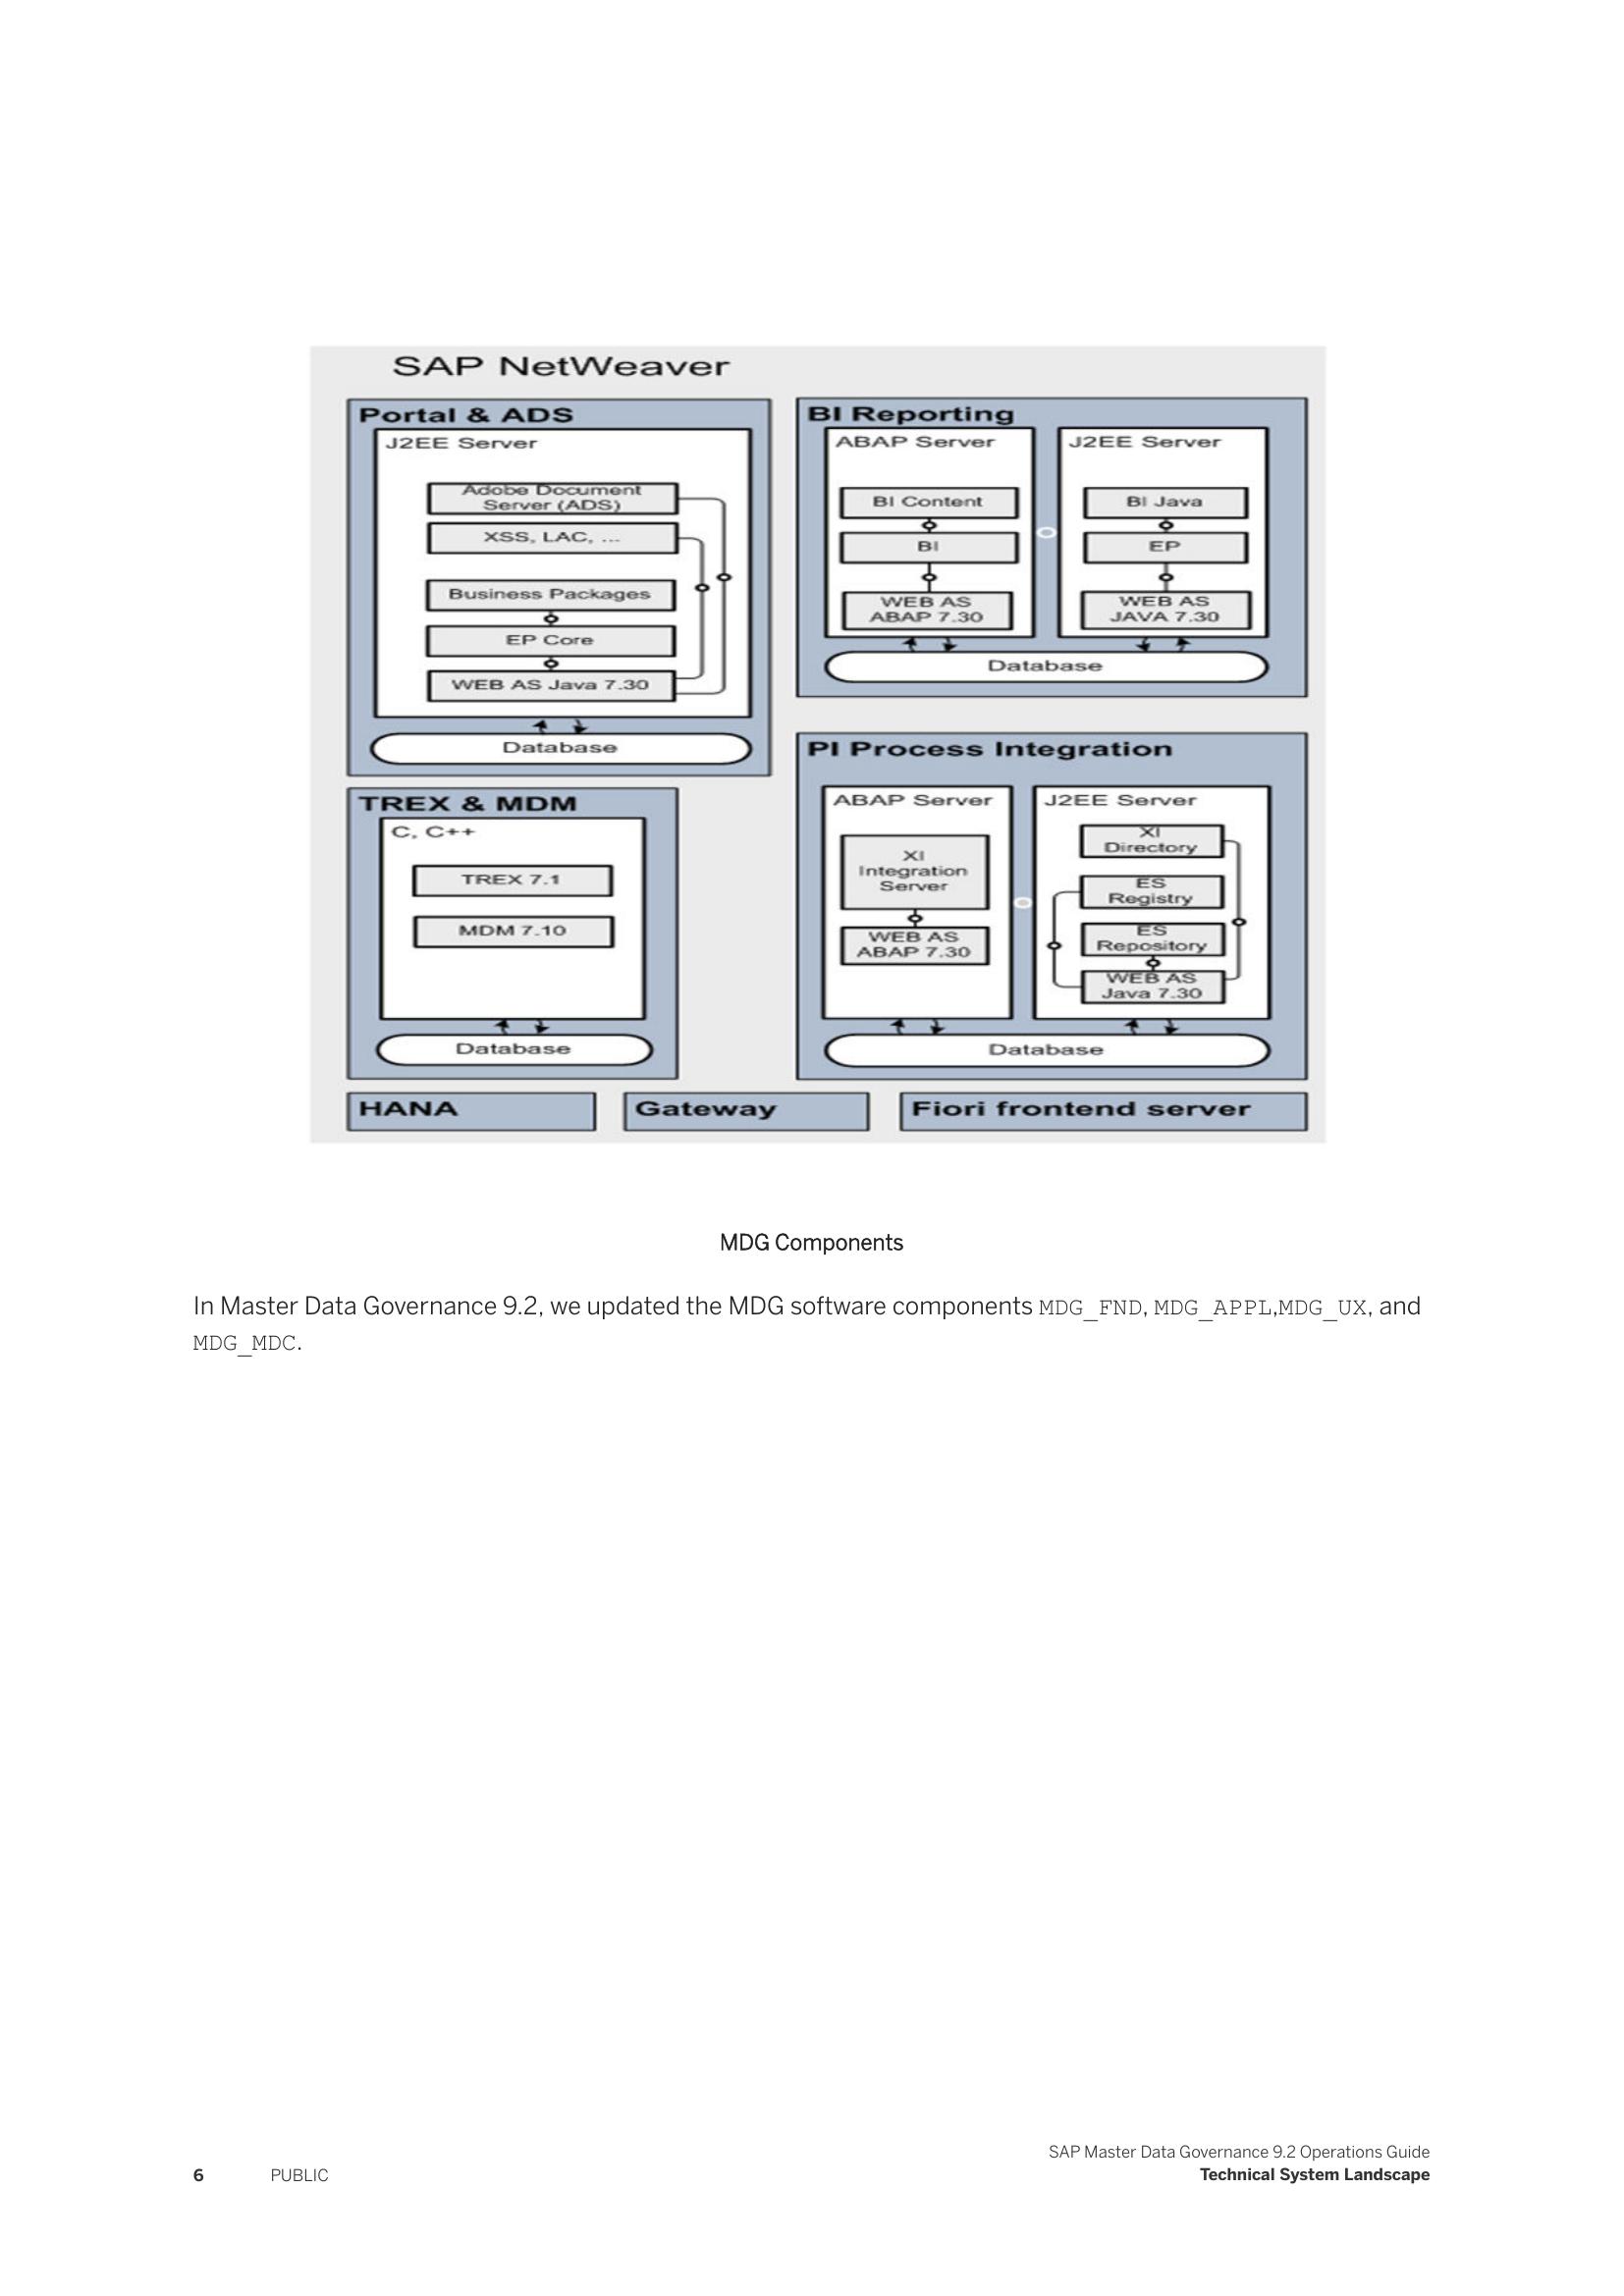 SAP NetWeaver
Portal & ADS
J2EE Server
Adobe Document
Server (ADS)
XSS, LAC, ...
Business Packages
EP Core
WEB AS Java 7.30
Database
BI Reporting
ABAP Server
BI Content
BI
WEB AS
ABAP 7.30
J2EE Server
BI Java
EP
WEB AS
JAVA 7.30
Database
TREX & MDM
C, C++
TREX 7.1
MDM 7.10
Database
PI Process Integration
ABAP Server
XI
Integration
Server
WEB AS
ABAP 7.30
J2EE Server
XI
Directory
ES
Registry
ES
Repository
WEB AS
Java 7.30
Database
HANA
Gateway
Fiori frontend server
MDG Components
In Master Data Governance 9.2, we updated the MDG software components MDG_FND, MDG_APPL,MDG_UX, and
MDG_MDC.
SAP Master Data Governance 9.2 Operations Guide
6 PUBLIC Technical System Landscape